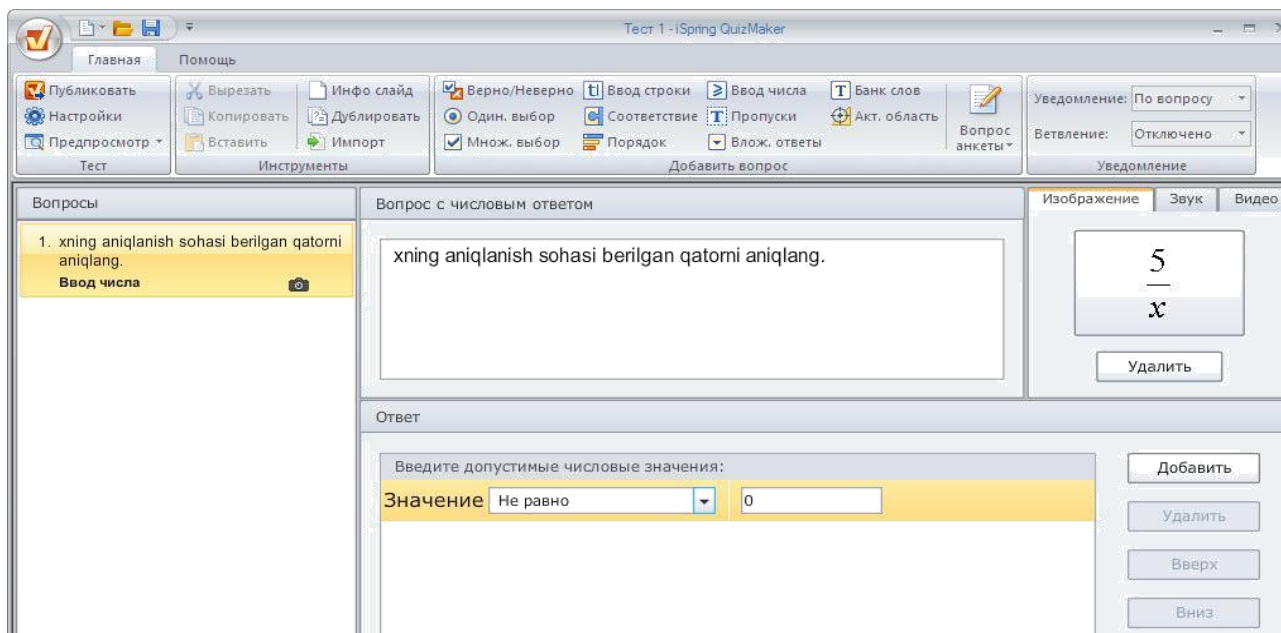 Тест 1 - iSpring QuizMaker
Главная Помощь
Публиковать Вырезать Инфо слайд Верно/Неверно Ввод строки Ввод числа Банк слов
Настройки Копировать Дублировать Один. выбор Соответствие Пропуски Акт. область
Предпросмотр Вставить Импорт Множ. выбор Порядок Влож. ответы
Вопрос
анкеты
Уведомление: По вопросу
Ветвление: Отключено
Тест Инструменты Добавить вопрос Уведомление
Вопросы
1. xning aniqlanish sohasi berilgan qatorni
aniqlang.
Ввод числа
Вопрос с числовым ответом
xning aniqlanish sohasi berilgan qatorni aniqlang.
Изображение Звук Видео
5
x
Удалить
Ответ
Введите допустимые числовые значения:
Значение Не равно 0
Добавить
Удалить
Вверх
Вниз